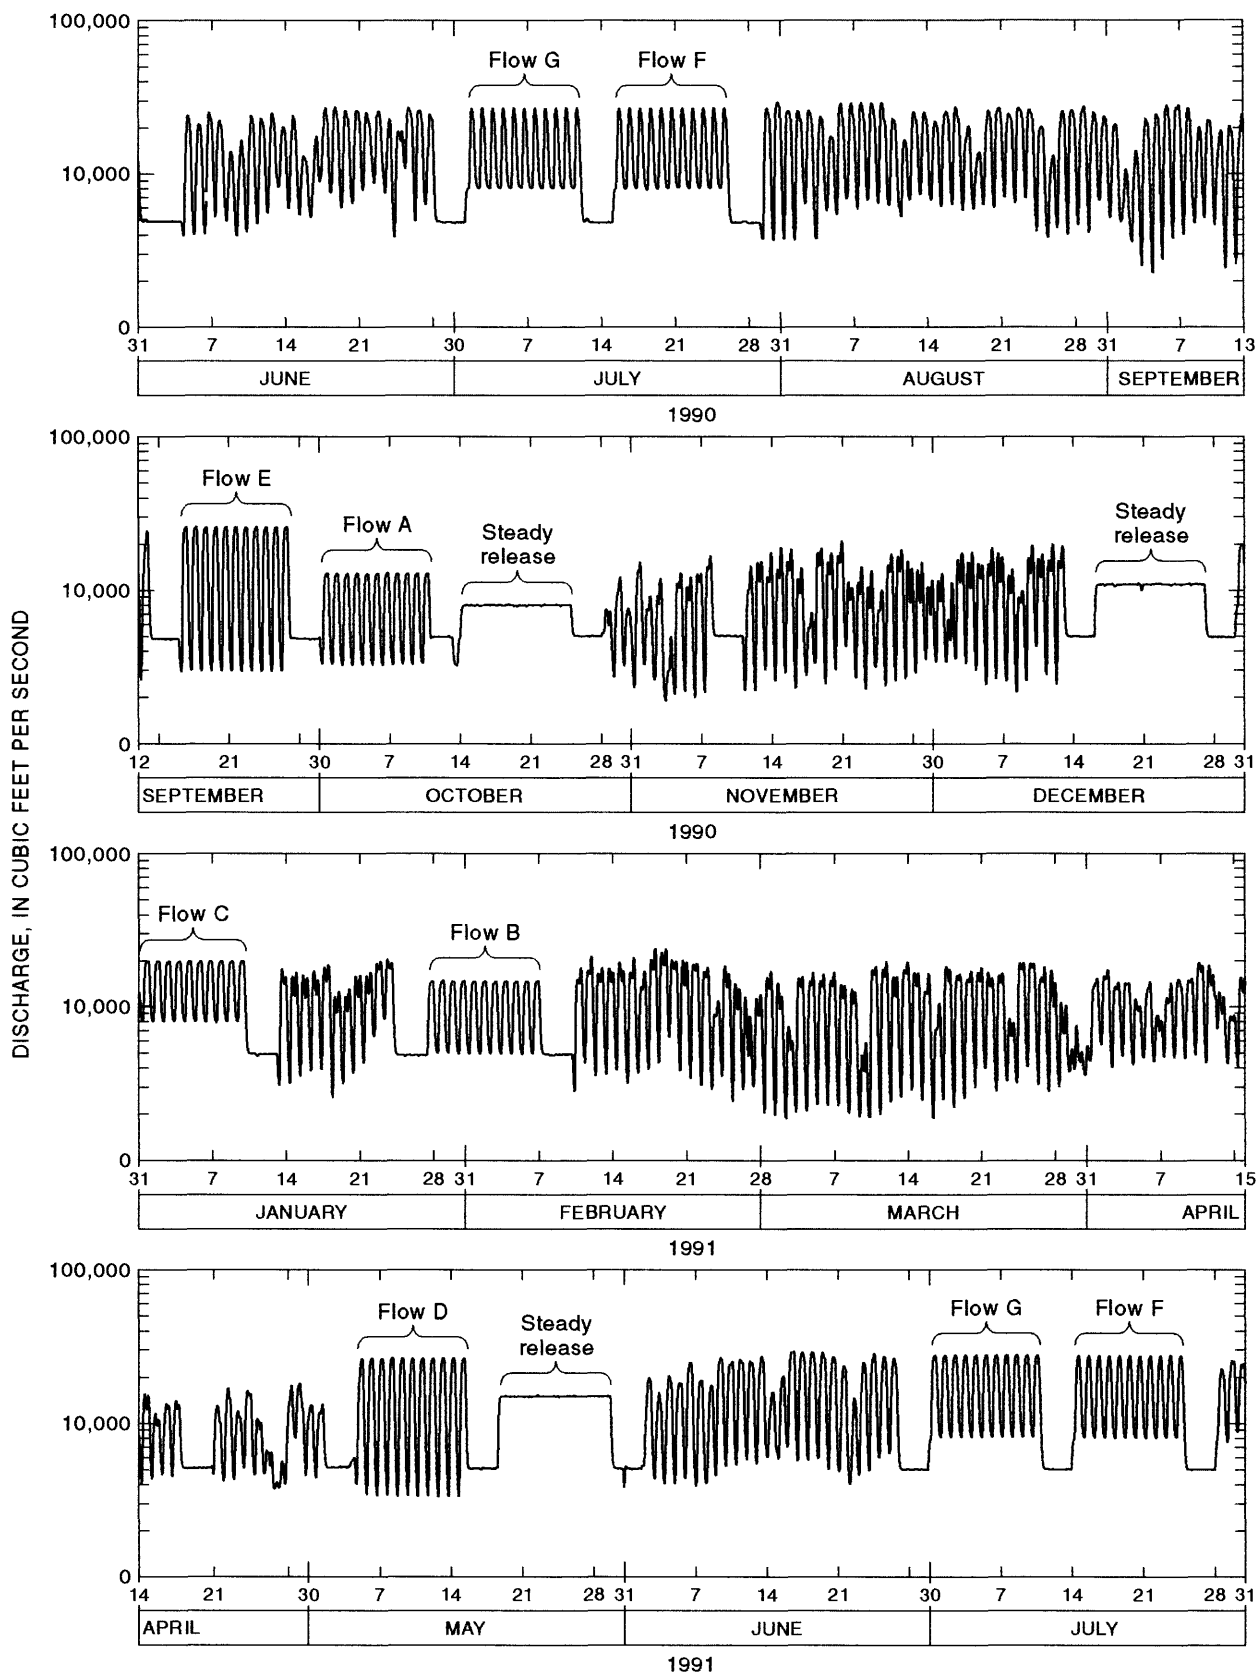 DISCHARGE, IN CUBIC FEET PER SECOND
100,000
Flow G
Flow F
10,000
0
31 7 14 21 30 7 14 21 28 31 7 14 21 28 31 7 13
JUNE JULY AUGUST SEPTEMBER
1990
100,000
Flow E
Flow A
Steady
release
Steady
release
10,000
0
12 21 30 7 14 21 28 31 7 14 21 30 7 14 21 28 31
SEPTEMBER OCTOBER NOVEMBER DECEMBER
1990
100,000
Flow C
Flow B
10,000
0
31 7 14 21 28 31 7 14 21 28 7 14 21 28 31 7 15
JANUARY FEBRUARY MARCH APRIL
1991
100,000
Flow D
Steady
release
Flow G
Flow F
10,000
0
14 21 30 7 14 21 28 31 7 14 21 30 7 14 21 28 31
APRIL MAY JUNE JULY
1991